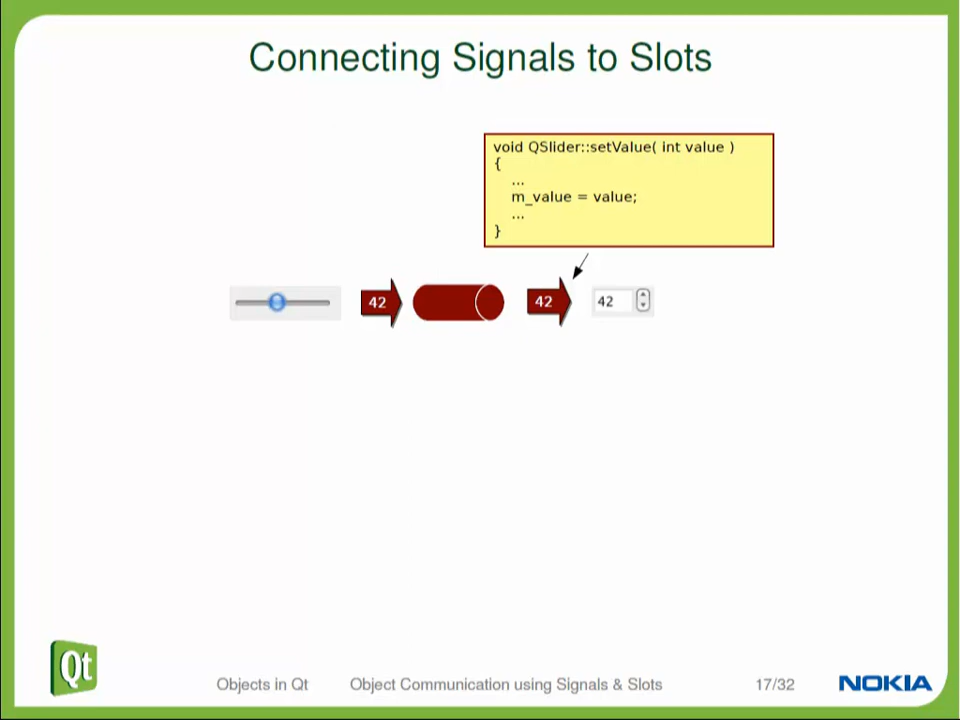 Connecting Signals to Slots
void QSlider::setValue( int value )
{
...
m_value = value;
...
}
42
42
42
Qt
Objects in Qt Object Communication using Signals & Slots 17/32 NOKIA